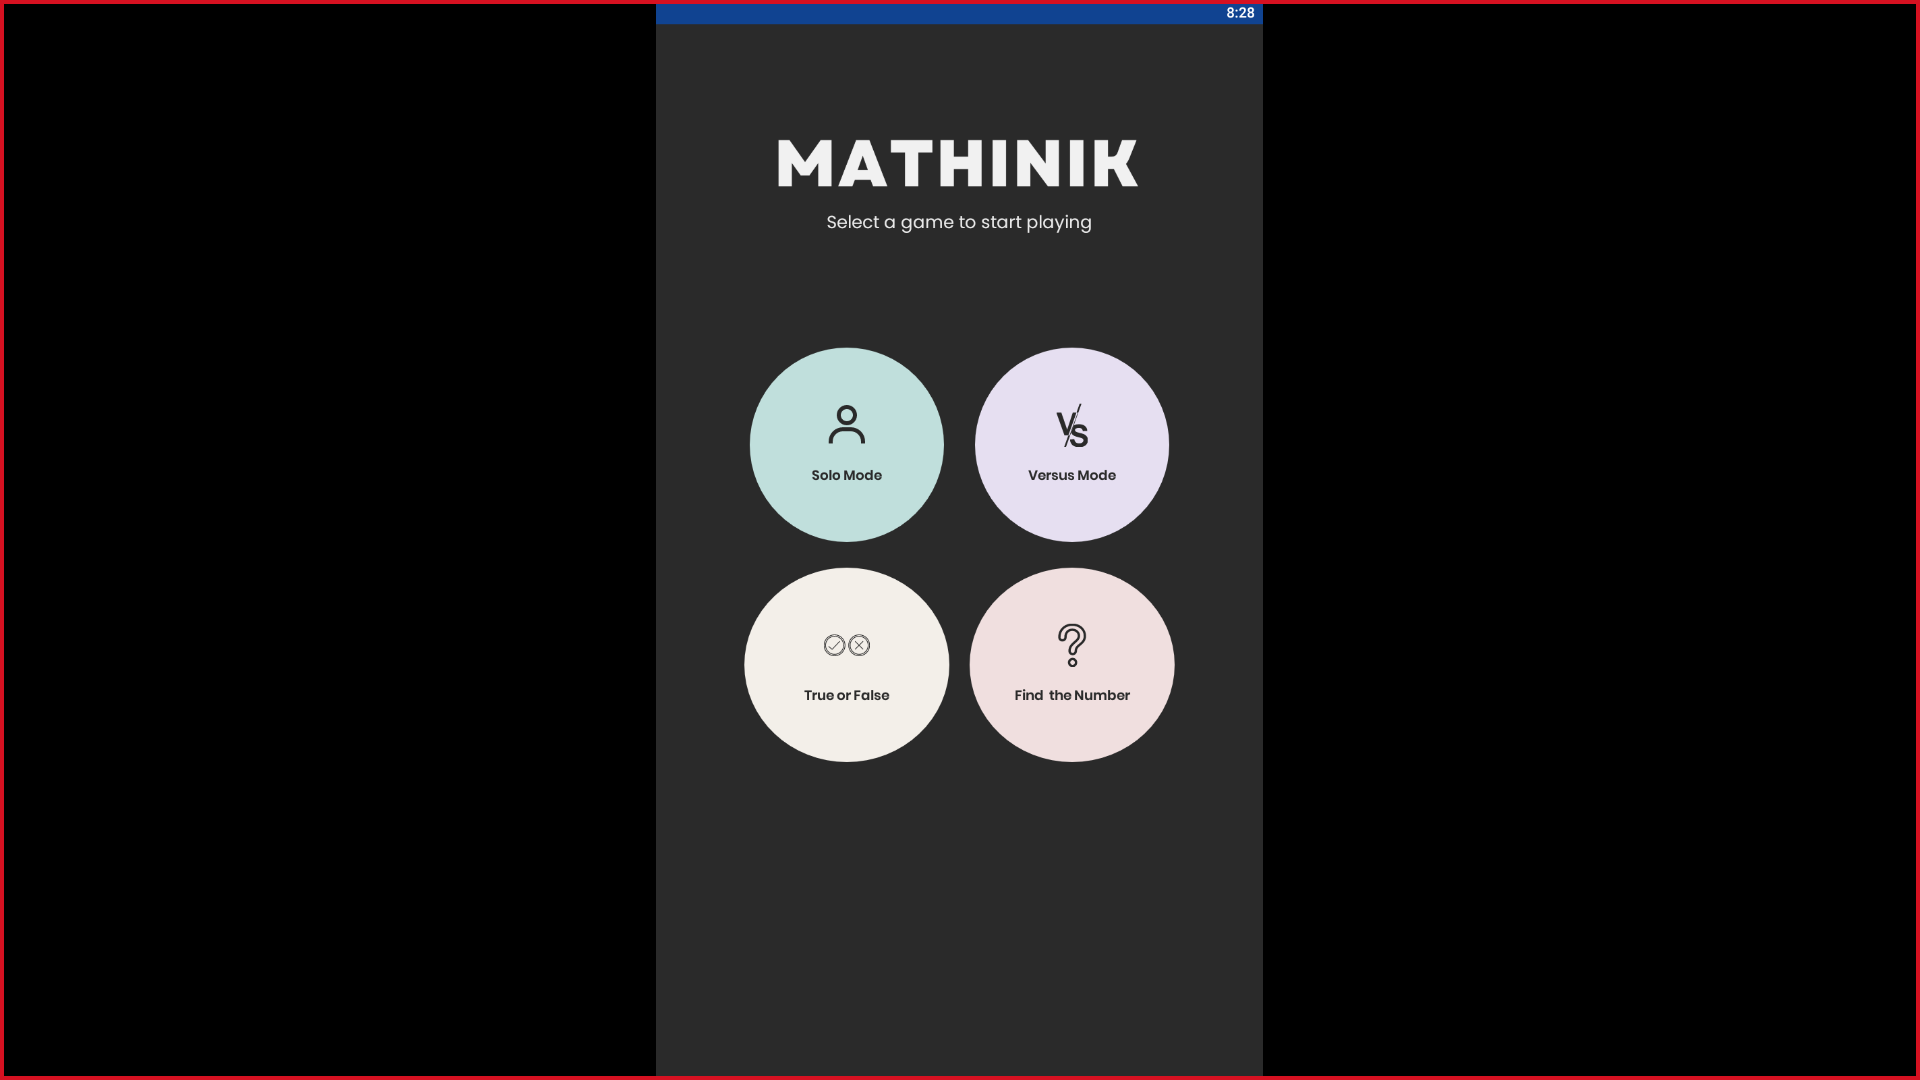 8:28
MATHINIK
Select a game to start playing
VS
Solo Mode
Versus Mode
True or False
Find the Number